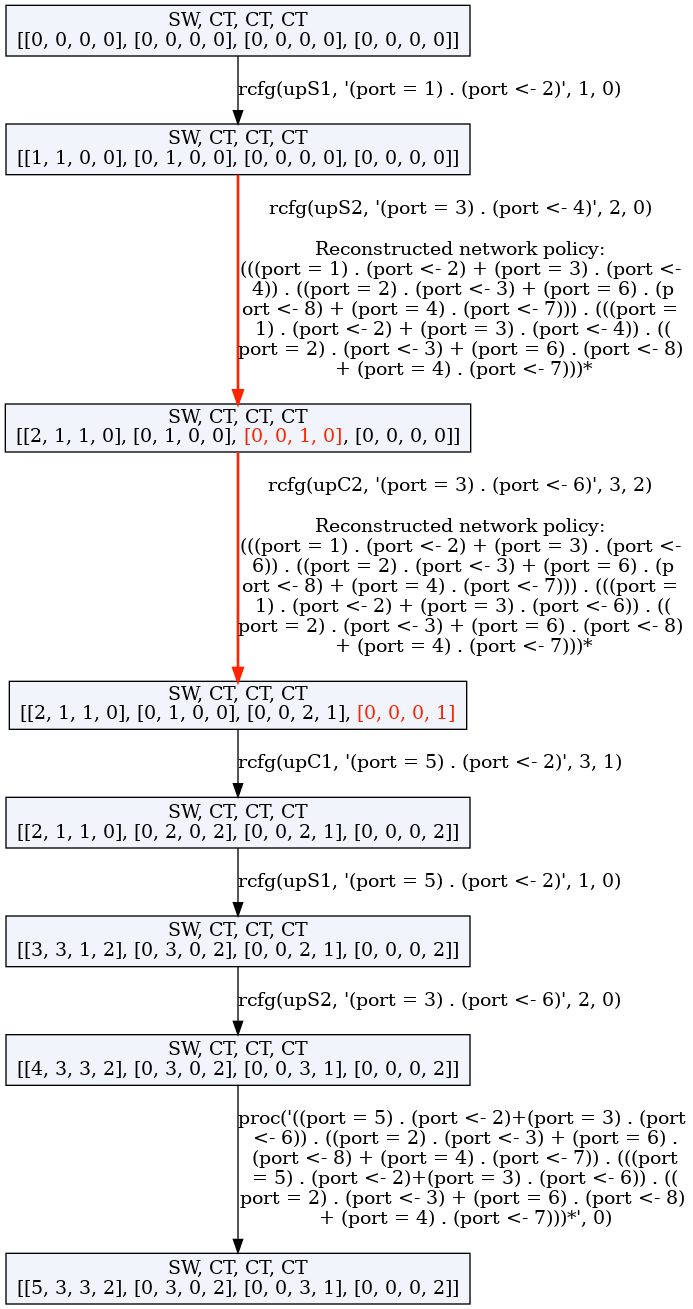 SW, CT, CT, CT
[[0, 0, 0, 0], [0, 0, 0, 0], [0, 0, 0, 0], [0, 0, 0, 0]]
rcfg(upS1, '(port = 1) . (port <- 2)', 1, 0)
SW, CT, CT, CT
[[1, 1, 0, 0], [0, 1, 0, 0], [0, 0, 0, 0], [0, 0, 0, 0]]
rcfg(upS2, '(port = 3) . (port <- 4)', 2, 0)
Reconstructed network policy:
(((port = 1) . (port <- 2) + (port = 3) . (port <-
4)) . ((port = 2) . (port <- 3) + (port = 6) . (p
ort <- 8) + (port = 4) . (port <- 7))) . (((port =
1) . (port <- 2) + (port = 3) . (port <- 4)) . ((
port = 2) . (port <- 3) + (port = 6) . (port <- 8)
+ (port = 4) . (port <- 7)))*
SW, CT, CT, CT
[[2, 1, 1, 0], [0, 1, 0, 0], [0, 0, 1, 0], [0, 0, 0, 0]]
rcfg(upC2, '(port = 3) . (port <- 6)', 3, 2)
Reconstructed network policy:
(((port = 1) . (port <- 2) + (port = 3) . (port <-
6)) . ((port = 2) . (port <- 3) + (port = 6) . (p
ort <- 8) + (port = 4) . (port <- 7))) . (((port =
1) . (port <- 2) + (port = 3) . (port <- 6)) . ((
port = 2) . (port <- 3) + (port = 6) . (port <- 8)
+ (port = 4) . (port <- 7)))*
SW, CT, CT, CT
[[2, 1, 1, 0], [0, 1, 0, 0], [0, 0, 2, 1], [0, 0, 0, 1]
rcfg(upC1, '(port = 5) . (port <- 2)', 3, 1)
SW, CT, CT, CT
[[2, 1, 1, 0], [0, 2, 0, 2], [0, 0, 2, 1], [0, 0, 0, 2]]
rcfg(upS1, '(port = 5) . (port <- 2)', 1, 0)
SW, CT, CT, CT
[[3, 3, 1, 2], [0, 3, 0, 2], [0, 0, 2, 1], [0, 0, 0, 2]]
rcfg(upS2, '(port = 3) . (port <- 6)', 2, 0)
SW, CT, CT, CT
[[4, 3, 3, 2], [0, 3, 0, 2], [0, 0, 3, 1], [0, 0, 0, 2]]
proc('((port = 5) . (port <- 2)+(port = 3) . (port
<- 6)) . ((port = 2) . (port <- 3) + (port = 6) .
(port <- 8) + (port = 4) . (port <- 7)) . (((port
= 5) . (port <- 2)+(port = 3) . (port <- 6)) . ((
port = 2) . (port <- 3) + (port = 6) . (port <- 8)
+ (port = 4) . (port <- 7)))*', 0)
SW, CT, CT, CT
[[5, 3, 3, 2], [0, 3, 0, 2], [0, 0, 3, 1], [0, 0, 0, 2]]